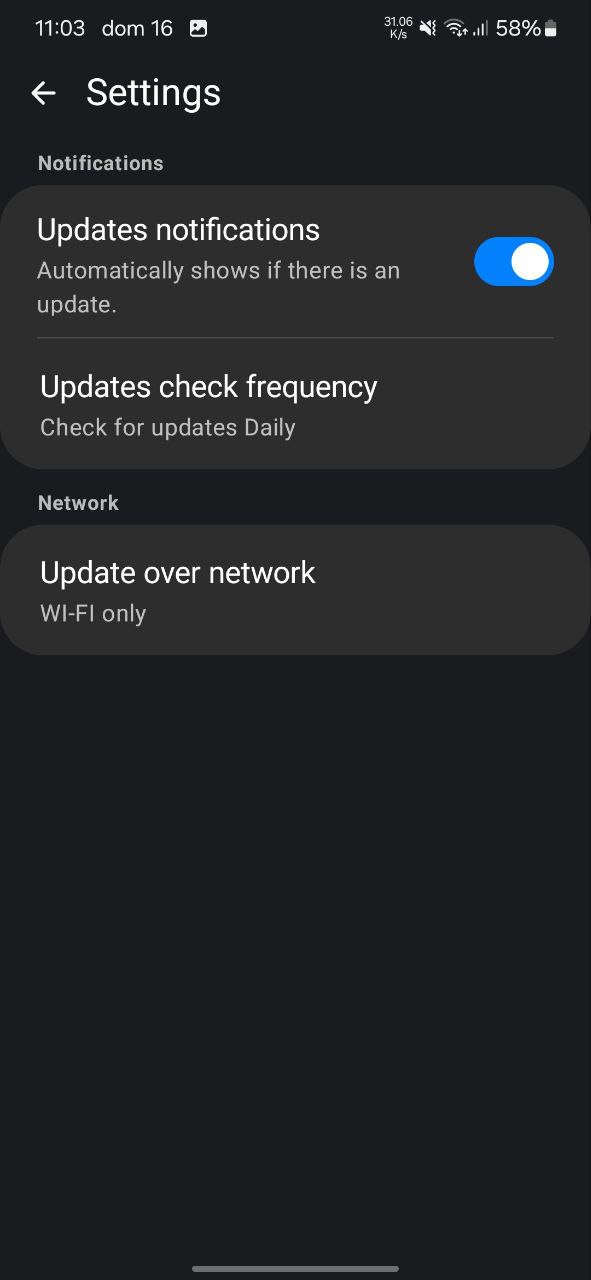 11:03 dom 16 31.06 K/s 58%
Settings
Notifications
Updates notifications
Automatically shows if there is an
update.
Updates check frequency
Check for updates Daily
Network
Update over network
WI-FI only